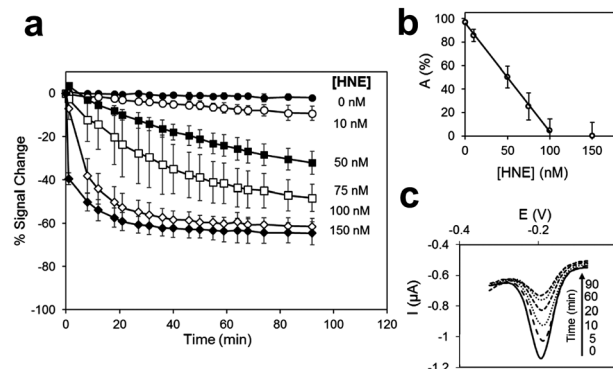 a
[HNE]
0 nM
10 nM
50 nM
75 nM
100 nM
150 nM
0
-20
-40
-60
-80
-100
0
20
40
60
80
100
% Signal Change
Time (min)
b
100
80
60
40
20
0
0
50
100
150
A (%)
[HNE] (nM)
c
E (V)
-0.4
-0.2
0
-0.4
-0.6
-0.8
-1
-1.2
I (µA)
Time (min)
90
60
20
10
5
0